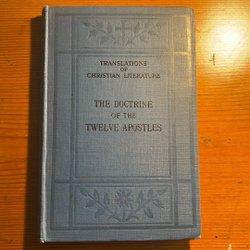 TRANSLATIONS
OF
CHRISTIAN LITERATURE
THE DOCTRINE
OF THE
TWELVE APOSTLES